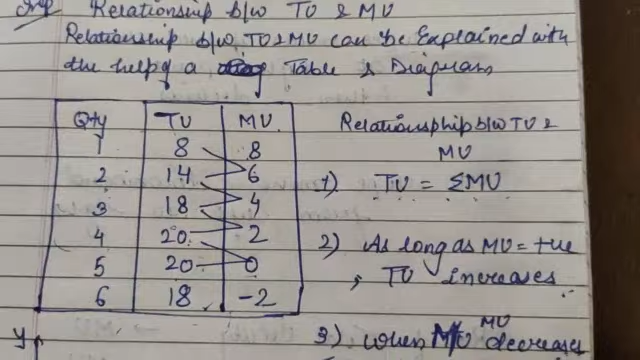 Imp Relationship b/w TU & MU
Relationship b/w TU & MU can be Explained with
the help of a Table & Diagram
Qty TU MU
1 8 8
2 14 6
3 18 4
4 20 2
5 20 0
6 18 -2
Relationship b/w TU &
MU
1) TU = ΣMU
2) As long as MU = +ve
, TU increases.
3) When MU decreases
MU
y